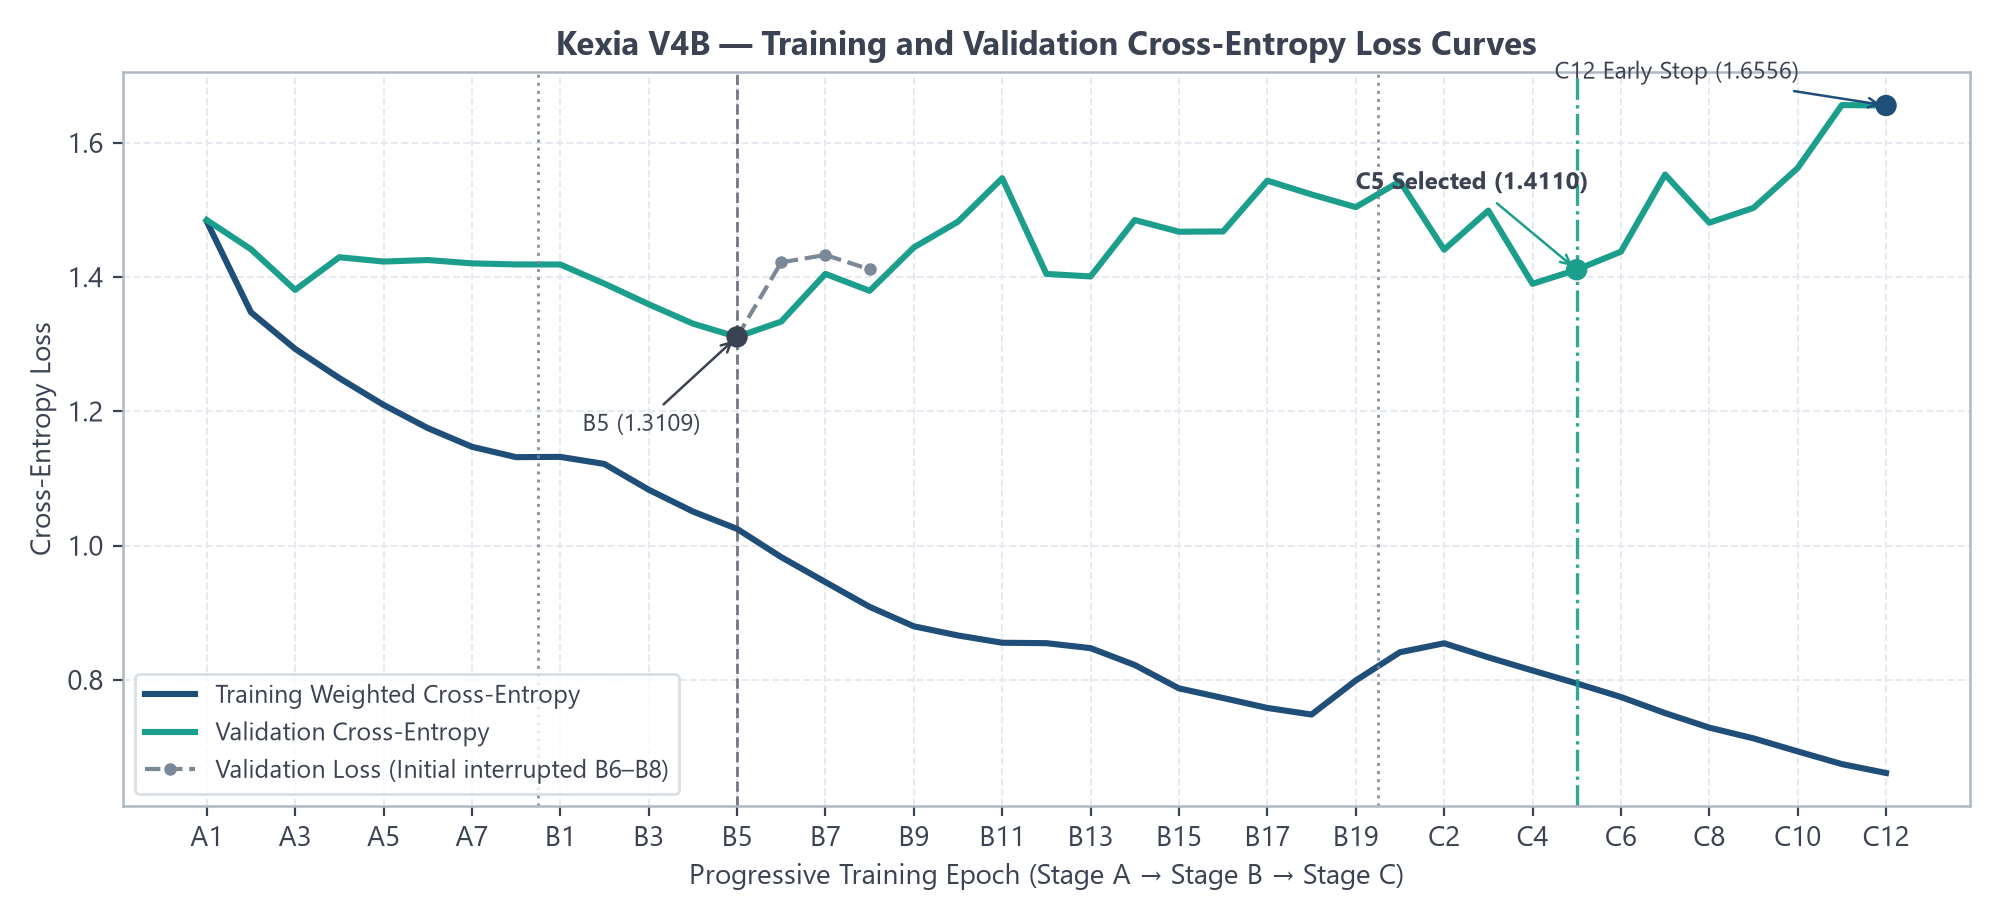 Kexia V4B — Training and Validation Cross-Entropy Loss Curves
C12 Early Stop (1.6556)
C5 Selected (1.4110)
B5 (1.3109)
Cross-Entropy Loss
1.6
1.4
1.2
1.0
0.8
Training Weighted Cross-Entropy
Validation Cross-Entropy
Validation Loss (Initial interrupted B6–B8)
A1 A3 A5 A7 B1 B3 B5 B7 B9 B11 B13 B15 B17 B19 C2 C4 C6 C8 C10 C12
Progressive Training Epoch (Stage A → Stage B → Stage C)